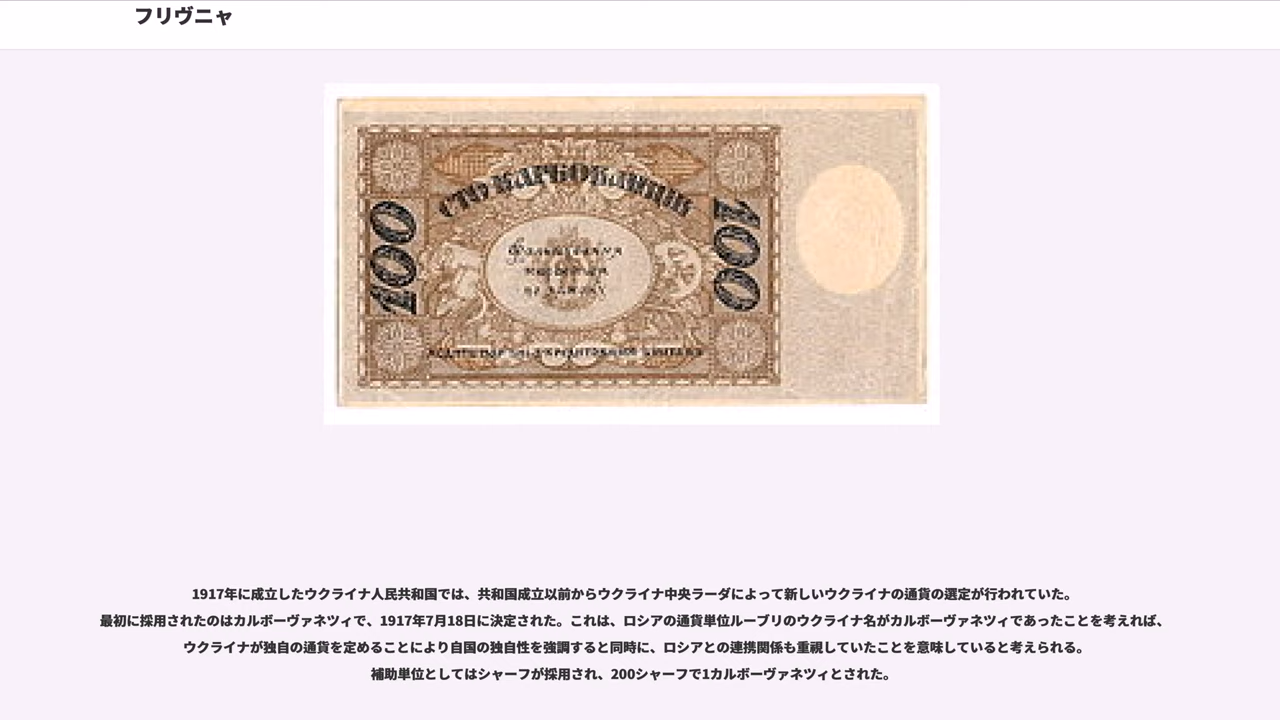 フリヴニャ
СТО КАРБОВАНЦІВ
100
100
1917年に成立したウクライナ人民共和国では、共和国成立以前からウクライナ中央ラーダによって新しいウクライナの通貨の選定が行われていた。
最初に採用されたのはカルボーヴァネツィで、1917年7月18日に決定された。これは、ロシアの通貨単位ルーブリのウクライナ名がカルボーヴァネツィであったことを考えれば、
ウクライナが独自の通貨を定めることにより自国の独自性を強調すると同時に、ロシアとの連携関係も重視していたことを意味していると考えられる。
補助単位としてはシャーフが採用され、200シャーフで1カルボーヴァネツィとされた。